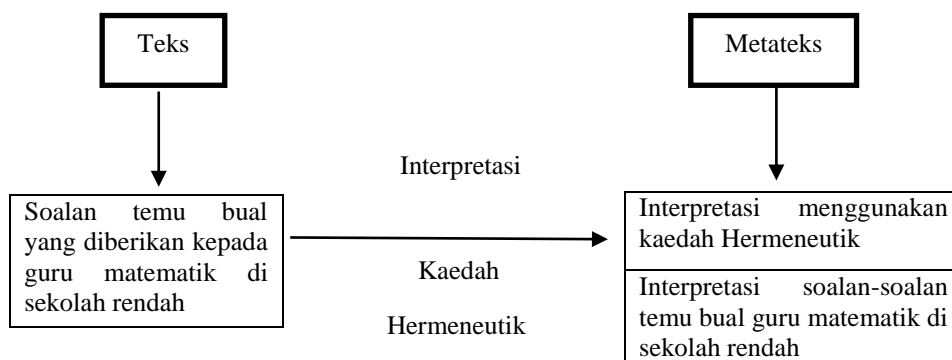 Teks
Metateks
Interpretasi
Soalan temu bual
yang diberikan kepada
guru matematik di
sekolah rendah
Kaedah
Hermeneutik
Interpretasi menggunakan
kaedah Hermeneutik
Interpretasi soalan-soalan
temu bual guru matematik di
sekolah rendah